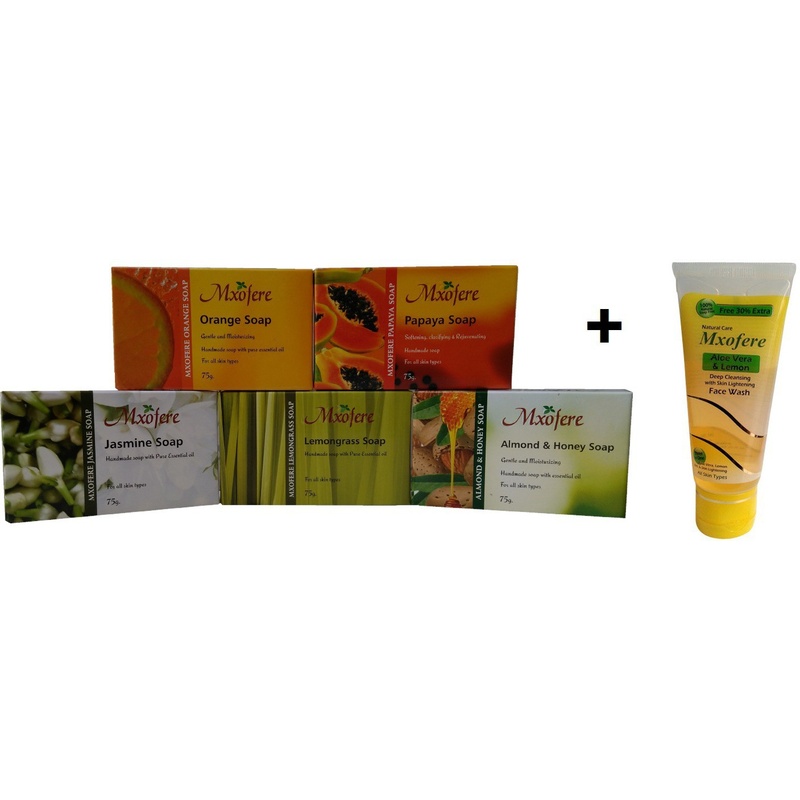 MXOFERE ORANGE SOAP
Mxofere
Orange Soap
Gentle and Moisturizing
Handmade soap with pure essential oil
For all skin types
75g.
MXOFERE PAPAYA SOAP
Mxofere
Papaya Soap
Softening, clarifying & Rejuvenating
Handmade soap
For all skin types
75g.
+
Free 30% Extra
Natural Care
Mxofere
Aloe Vera
& Lemon
Deep Cleansing
with Skin Lightening
Face Wash
All Skin Types
MXOFERE JASMINE SOAP
Mxofere
Jasmine Soap
Handmade soap with Pure Essential oil
For all skin types
75g.
MXOFERE LEMONGRASS SOAP
Mxofere
Lemongrass Soap
Handmade soap with Pure Essential oil
For all skin types
75g.
ALMOND & HONEY SOAP
Mxofere
Almond & Honey Soap
Gentle and Moisturizing
Handmade soap with essential oil
For all skin types
75g.